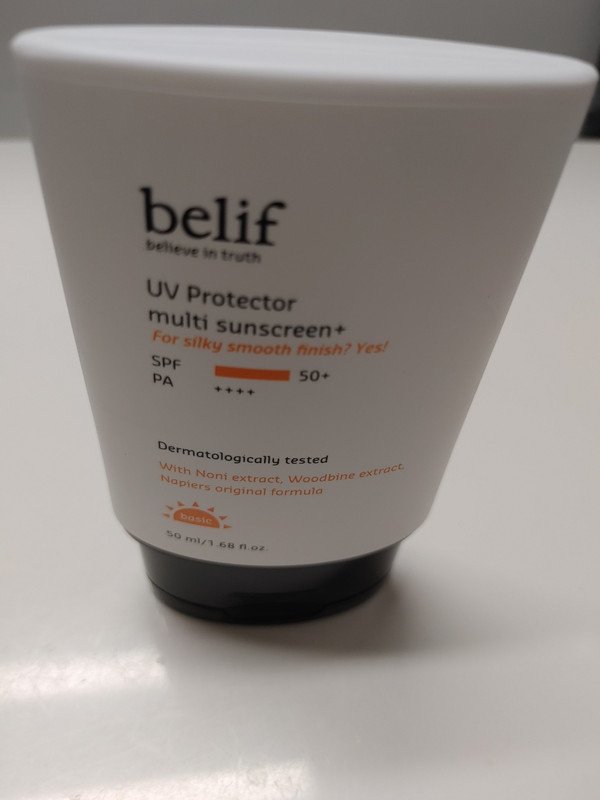 belif
believe in truth
UV Protector
multi sunscreen+
For silky smooth finish? Yes!
SPF 50+
PA ++++
Dermatologically tested
With Noni extract, Woodbine extract,
Napiers original formula
basic
50 ml/1.68 fl.oz.